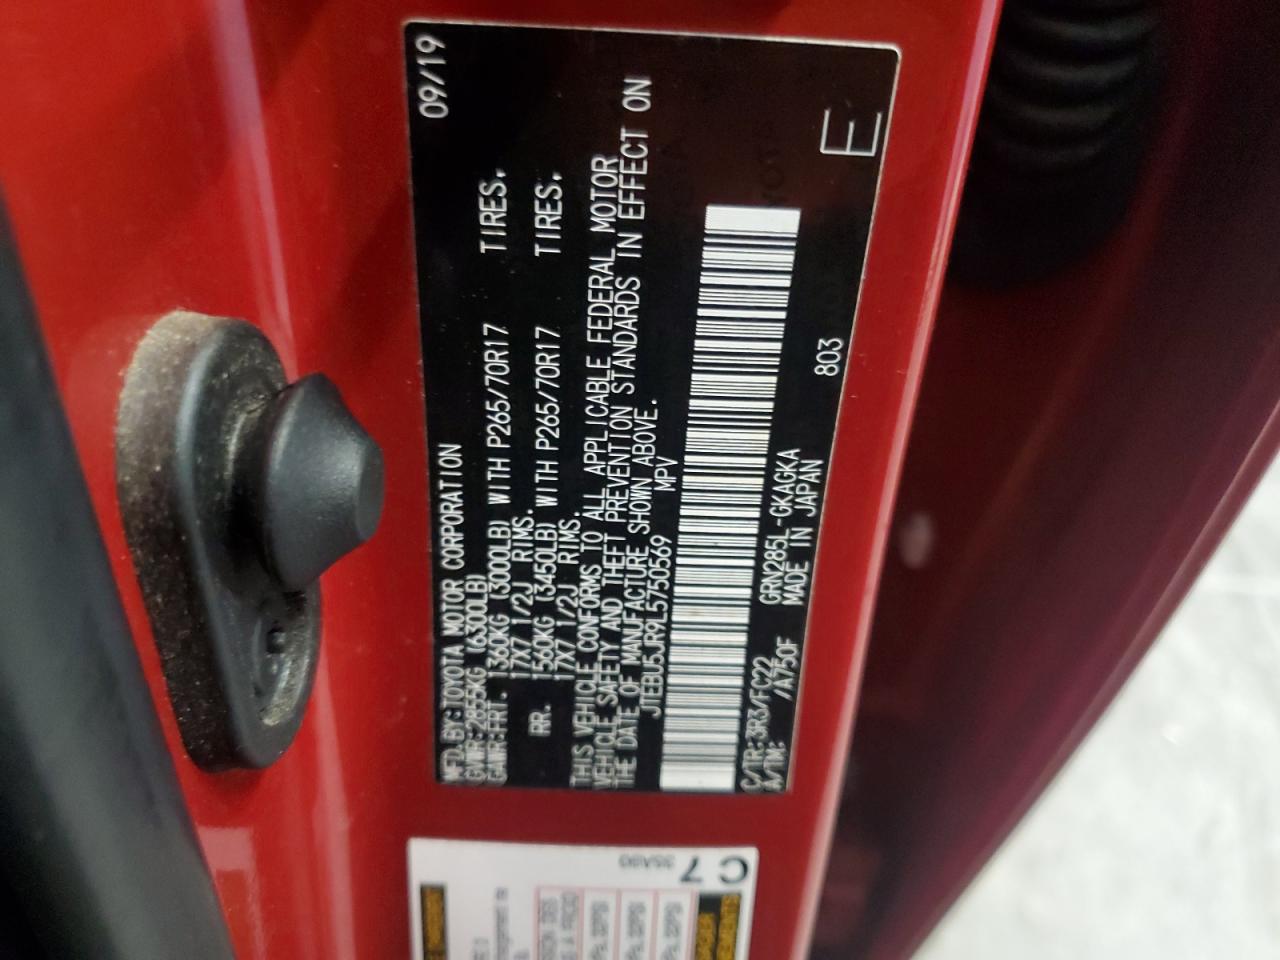 MFD.BY:TOYOTA MOTOR CORPORATION 09/19
GVWR:2855KG (6300LB)
GAWR:FRT. 1360KG (3000LB) WITH P265/70R17 TIRES.
17X7 1/2J RIMS.
RR. 1560KG (3450LB) WITH P265/70R17 TIRES.
17X7 1/2J RIMS.
THIS VEHICLE CONFORMS TO ALL APPLICABLE FEDERAL MOTOR
VEHICLE SAFETY AND THEFT PREVENTION STANDARDS IN EFFECT ON
THE DATE OF MANUFACTURE SHOWN ABOVE.
JTEBU5JR9L5750569 MPV
C/TR:3R3/FC22 GRN285L-GKAGKA 803
A/TM: /A750F MADE IN JAPAN
E
C7